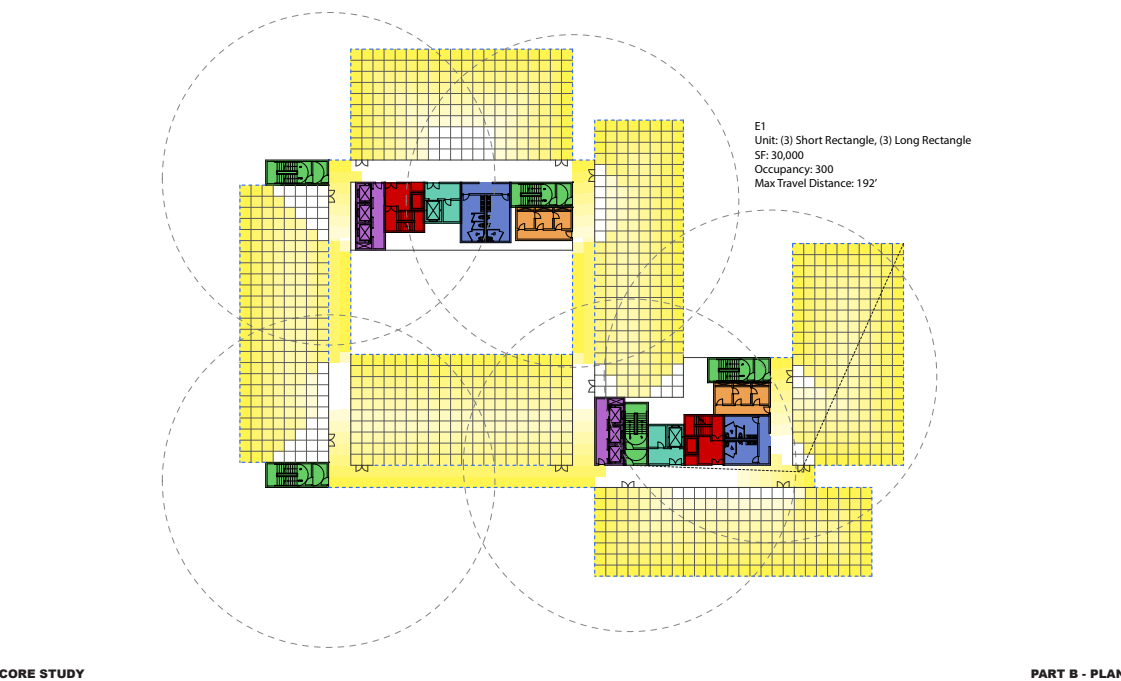 E1
Unit: (3) Short Rectangle, (3) Long Rectangle
SF: 30,000
Occupancy: 300
Max Travel Distance: 192'
CORE STUDY
PART B - PLAN